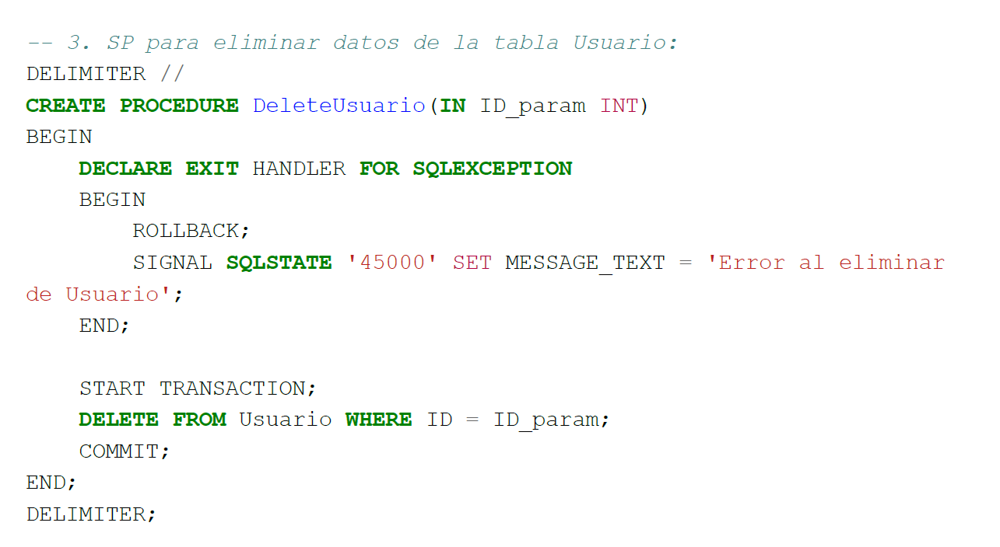 -- 3. SP para eliminar datos de la tabla Usuario:
DELIMITER //
CREATE PROCEDURE DeleteUsuario(IN ID_param INT)
BEGIN
    DECLARE EXIT HANDLER FOR SQLEXCEPTION
    BEGIN
        ROLLBACK;
        SIGNAL SQLSTATE '45000' SET MESSAGE_TEXT = 'Error al eliminar
de Usuario';
    END;

    START TRANSACTION;
    DELETE FROM Usuario WHERE ID = ID_param;
    COMMIT;
END;
DELIMITER;